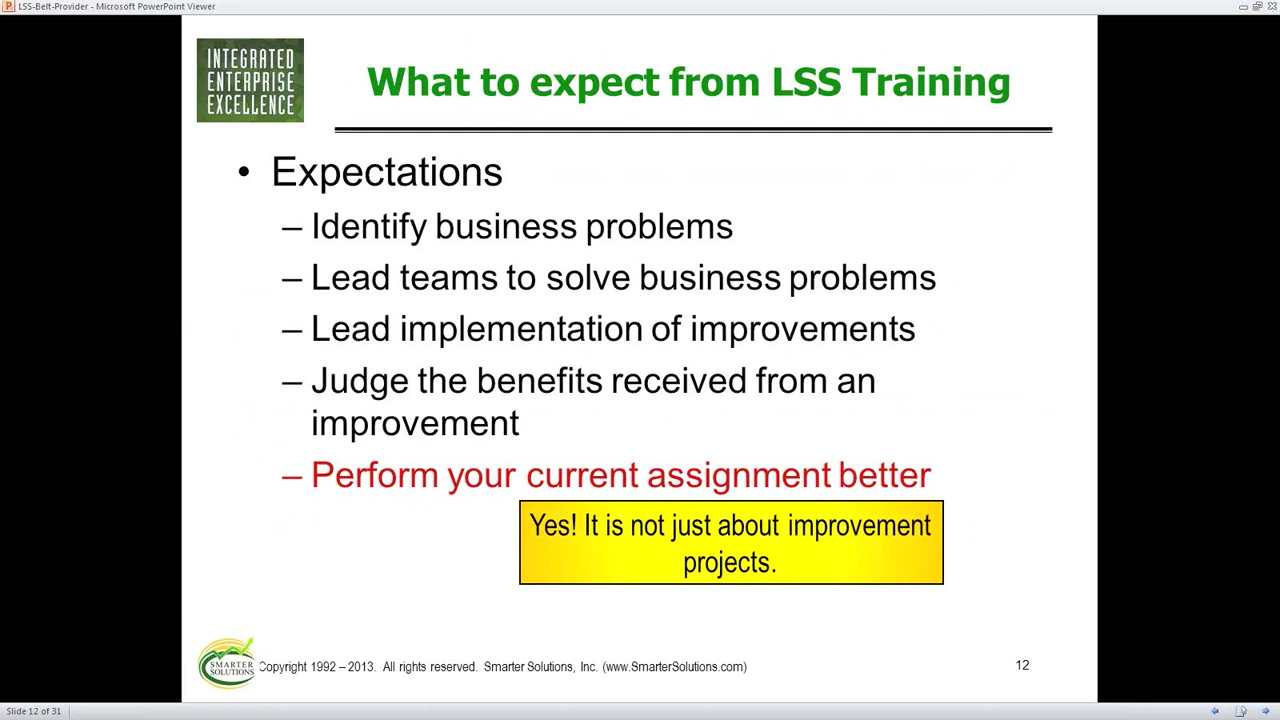 LSS-Belt-Provider - Microsoft PowerPoint Viewer
INTEGRATED
ENTERPRISE
EXCELLENCE
What to expect from LSS Training
• Expectations
– Identify business problems
– Lead teams to solve business problems
– Lead implementation of improvements
– Judge the benefits received from an
improvement
– Perform your current assignment better
Yes! It is not just about improvement
projects.
SMARTER
SOLUTIONS
Copyright 1992 – 2013. All rights reserved. Smarter Solutions, Inc. (www.SmarterSolutions.com)
12
Slide 12 of 31